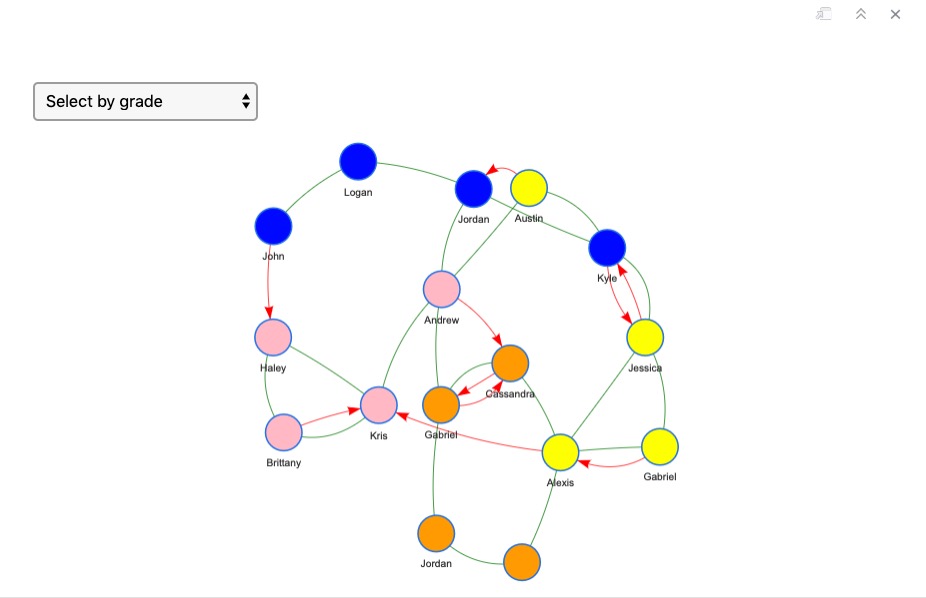 Select by grade
Logan
Jordan
Austin
John
Kyle
Andrew
Haley
Jessica
Cassandra
Kris
Gabriel
Brittany
Gabriel
Alexis
Jordan